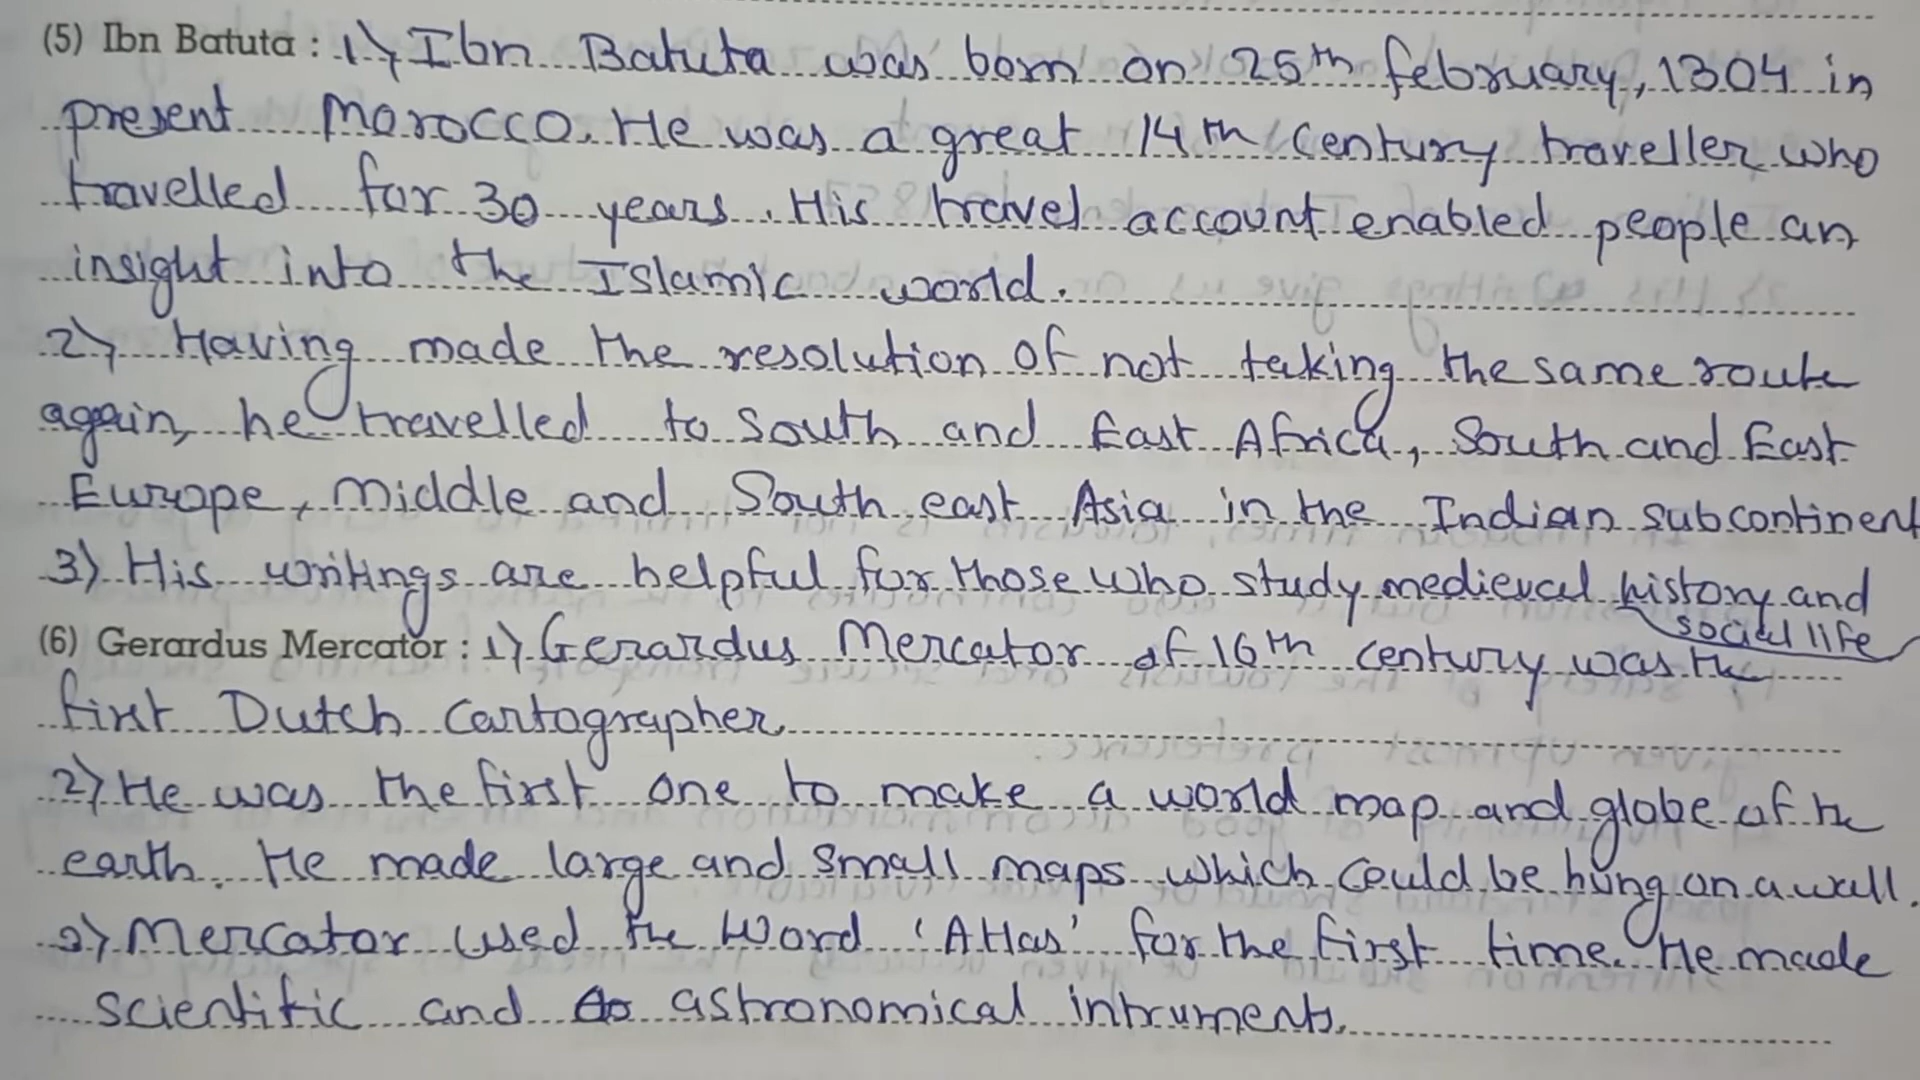 (5) Ibn Batuta : 1) Ibn Batuta was born on 25th february, 1304 in
present Morocco. He was a great 14th century traveller who
travelled for 30 years. His travel account enabled people an
insight into the Islamic world.
2) Having made the resolution of not taking the same route
again, he travelled to South and East Africa, South and East
Europe, Middle and South east Asia in the Indian subcontinent
3) His writings are helpful for those who study medieval history and
social life
(6) Gerardus Mercator : 1) Gerardus Mercator of 16th century was the
first Dutch Cartographer.
2) He was the first one to make a world map and globe of the
earth. He made large and small maps which could be hung on a wall.
3) Mercator used the word 'Atlas' for the first time. He made
scientific and astronomical intruments.